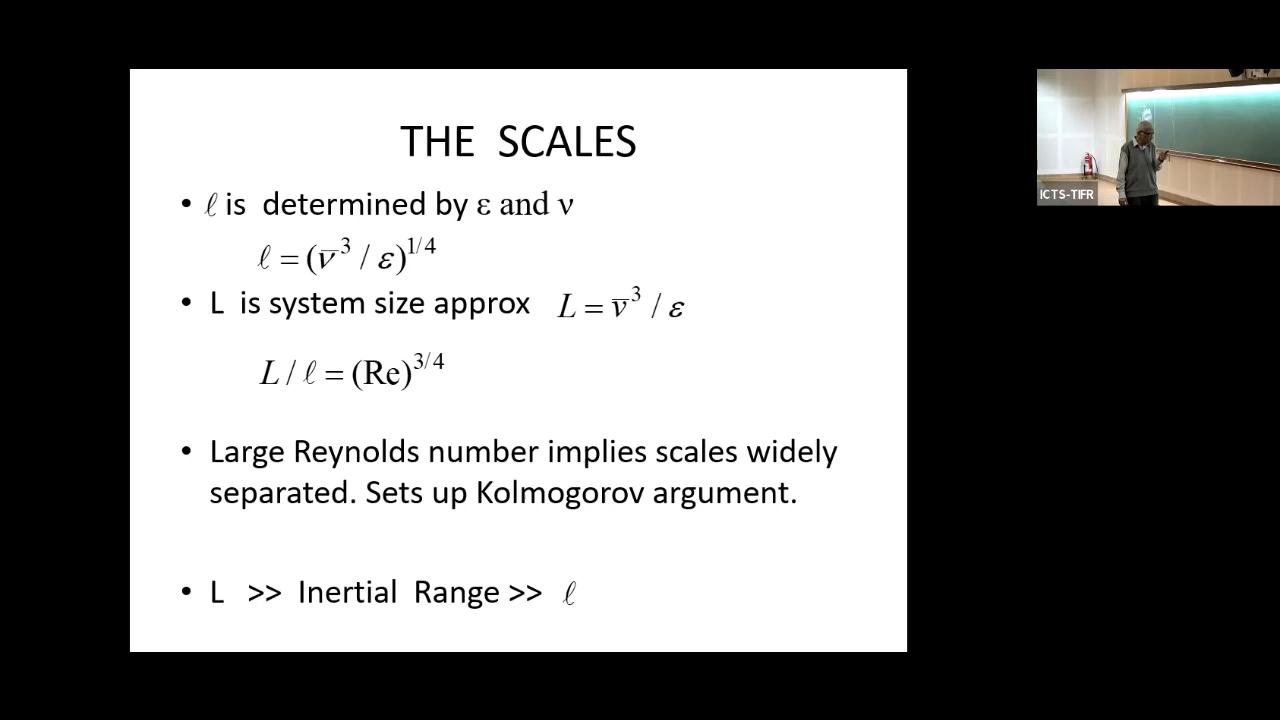 THE SCALES
• ℓ is determined by ε and ν
ℓ = (ν̅³ / ε)^{1/4}
• L is system size approx L = v̅³ / ε
L / ℓ = (Re)^{3/4}
• Large Reynolds number implies scales widely
separated. Sets up Kolmogorov argument.
• L >> Inertial Range >> ℓ
ICTS-TIFR